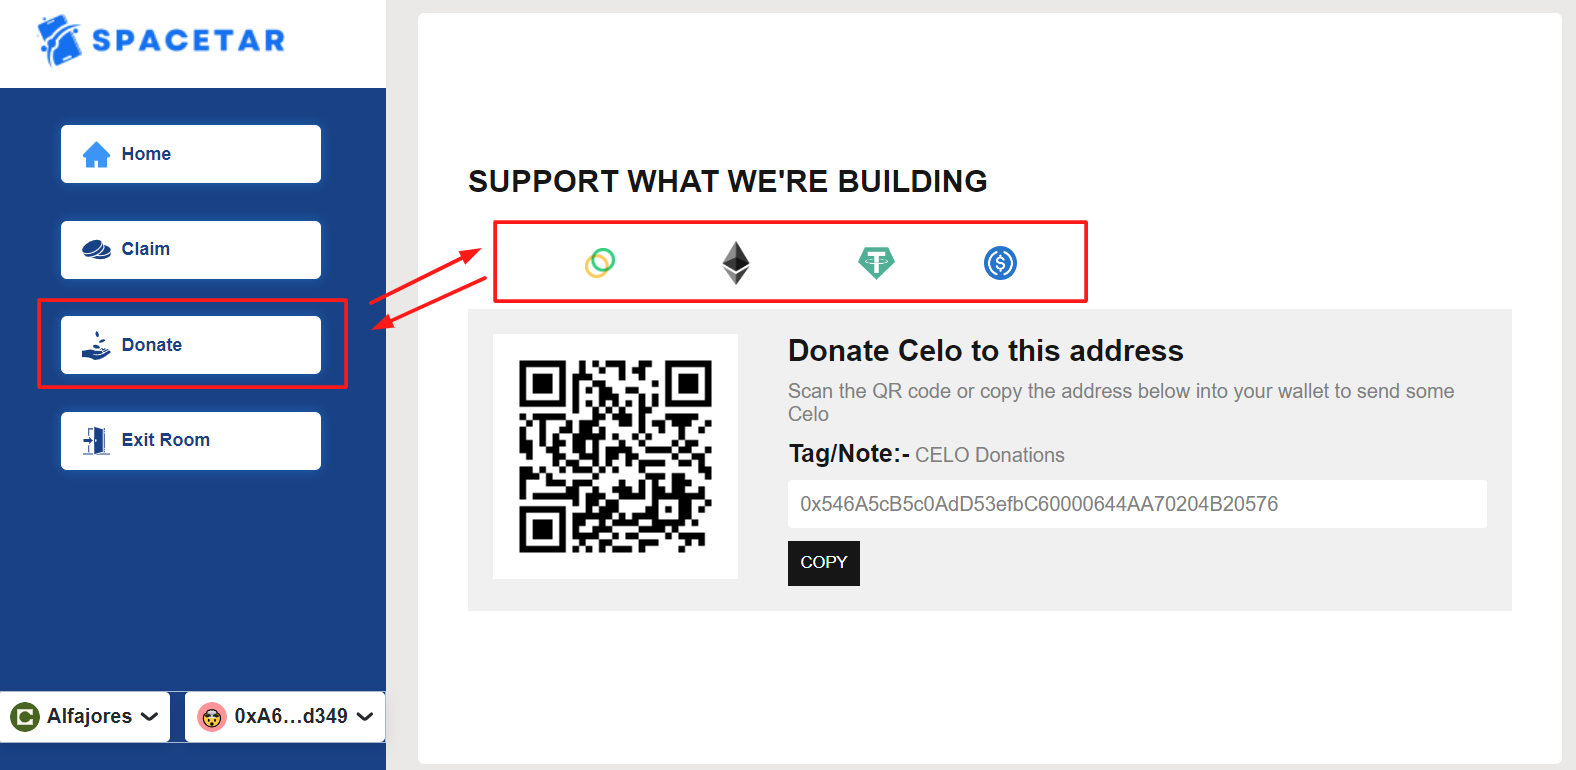 SPACETAR
Home
Claim
Donate
Exit Room
Alfajores
0xA6...d349
SUPPORT WHAT WE'RE BUILDING
Donate Celo to this address
Scan the QR code or copy the address below into your wallet to send some
Celo
Tag/Note:- CELO Donations
0x546A5cB5c0AdD53efbC60000644AA70204B20576
COPY